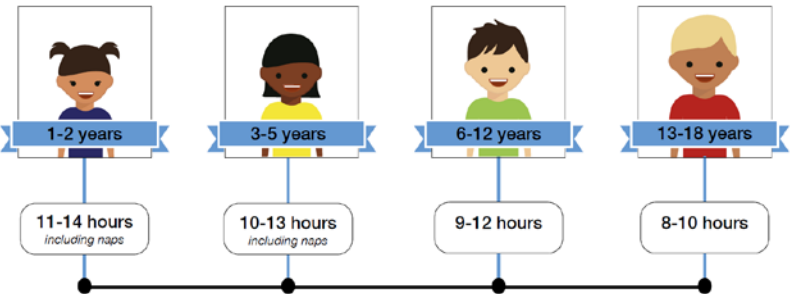 1-2 years
3-5 years
6-12 years
13-18 years
11-14 hours
including naps
10-13 hours
including naps
9-12 hours
8-10 hours